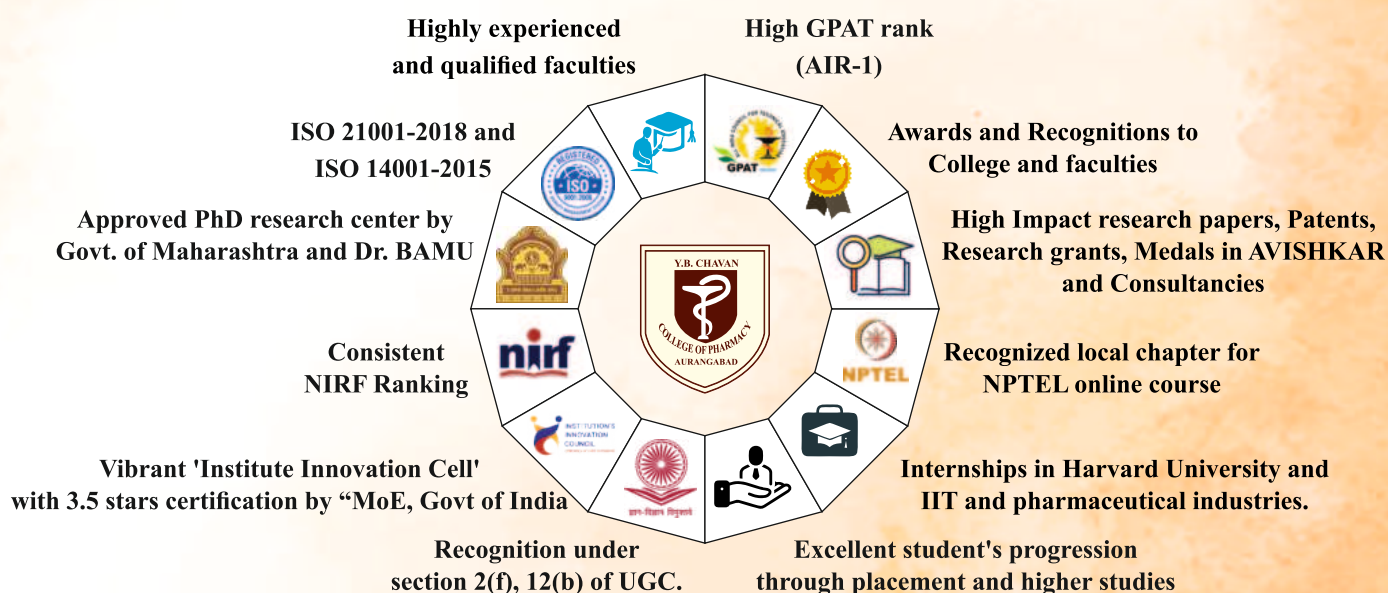 Highly experienced
and qualified faculties
High GPAT rank
(AIR-1)
ISO 21001-2018 and
ISO 14001-2015
Awards and Recognitions to
College and faculties
Approved PhD research center by
Govt. of Maharashtra and Dr. BAMU
High Impact research papers, Patents,
Research grants, Medals in AVISHKAR
and Consultancies
Consistent
NIRF Ranking
Recognized local chapter for
NPTEL online course
Vibrant 'Institute Innovation Cell'
with 3.5 stars certification by “MoE, Govt of India
Internships in Harvard University and
IIT and pharmaceutical industries.
Recognition under
section 2(f), 12(b) of UGC.
Excellent student's progression
through placement and higher studies
GPAT
REGISTERED
ISO
nirf
NPTEL
INSTITUTION'S
INNOVATION
COUNCIL
ज्ञान-विज्ञान विमुक्तये
Y.B. CHAVAN
COLLEGE OF PHARMACY
AURANGABAD